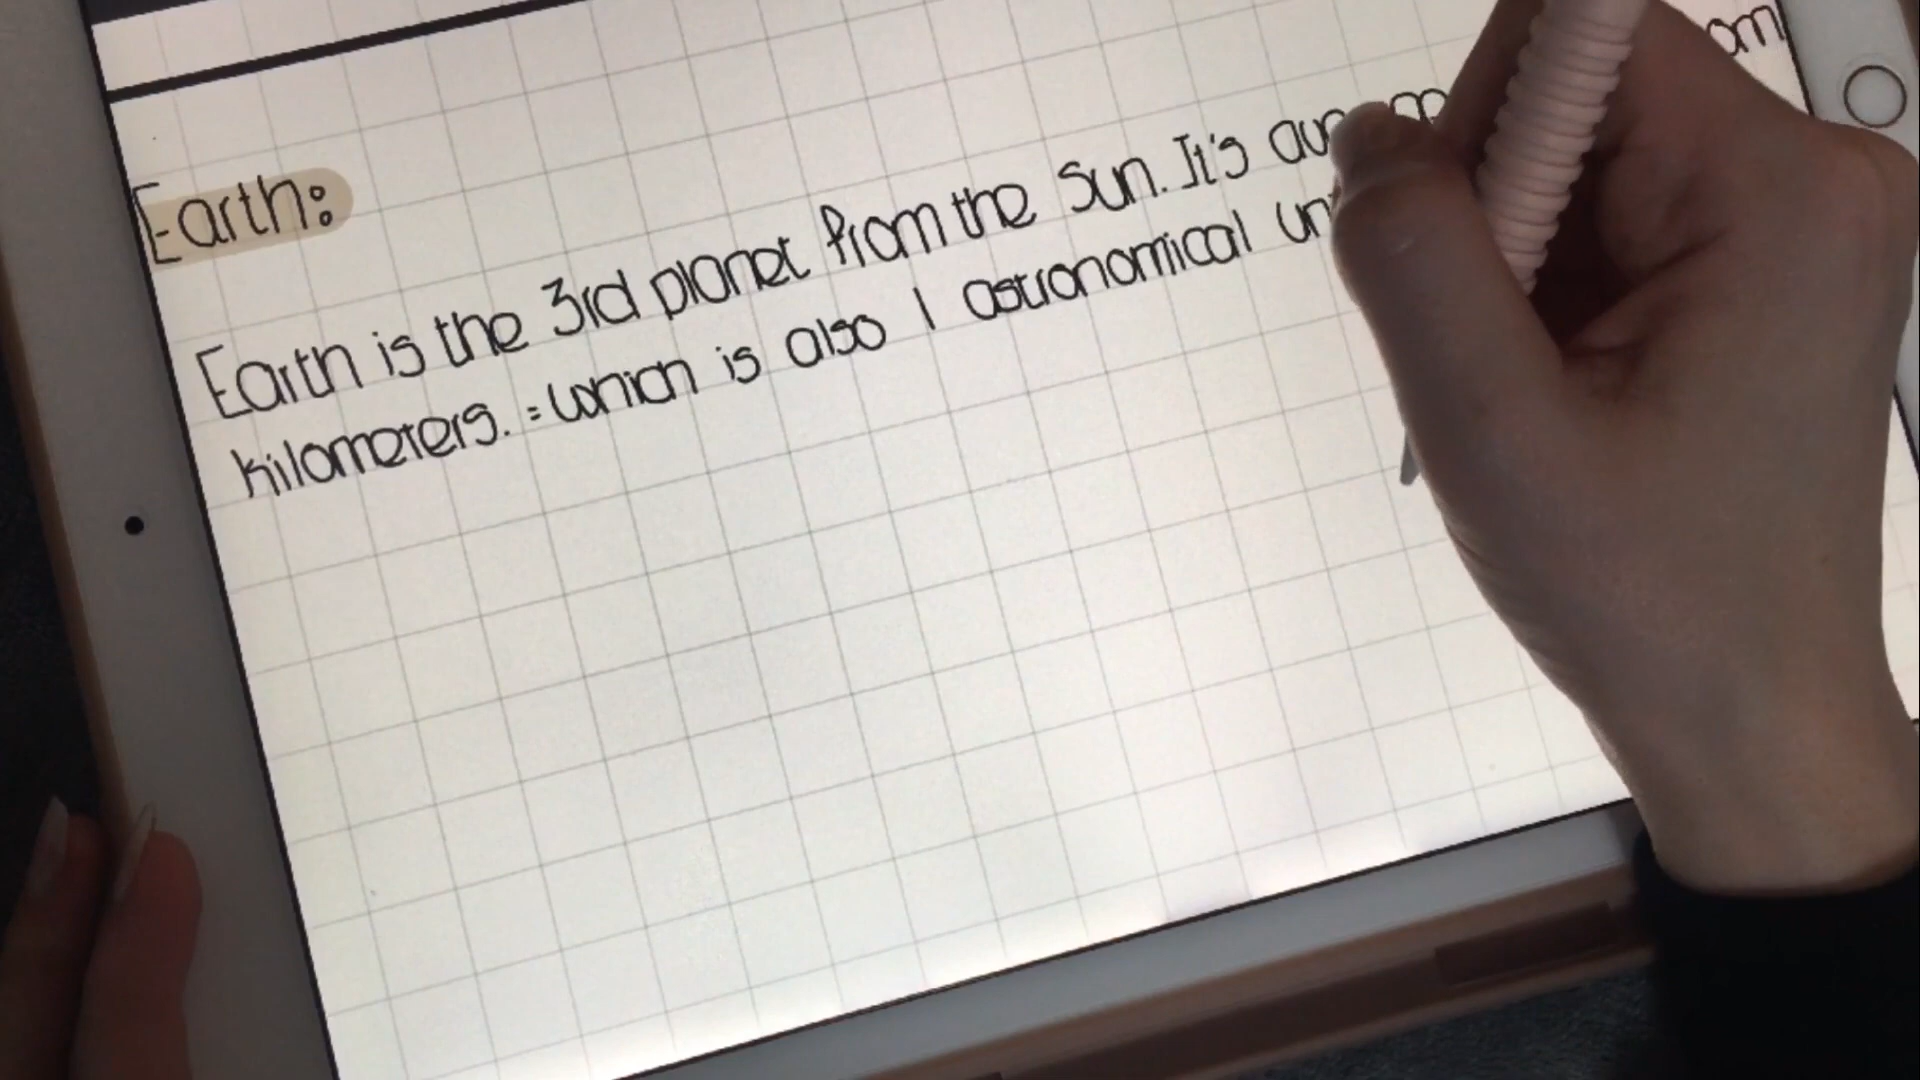 Earth:
Earth is the 3rd planet from the Sun. It's
kilometers. = which is also 1 astronomical